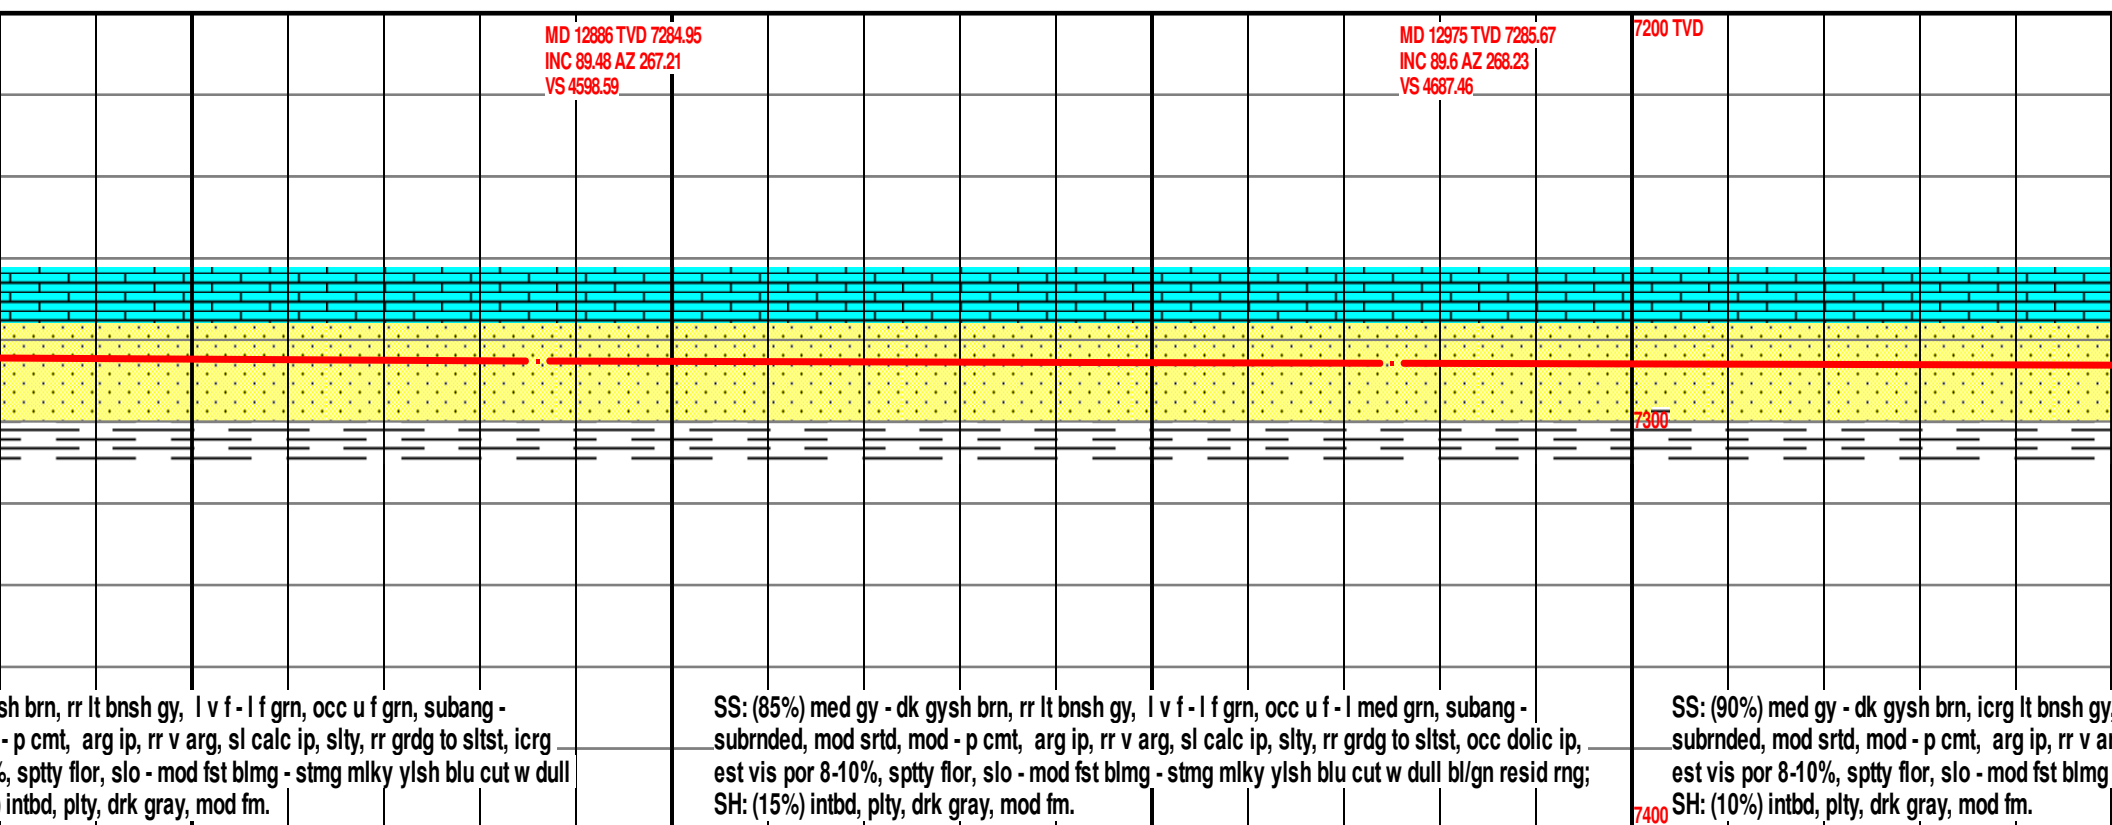 MD 12886 TVD 7284.95
INC 89.48 AZ 267.21
VS 4598.59
MD 12975 TVD 7285.67
INC 89.6 AZ 268.23
VS 4687.46
7200 TVD
7300
sh brn, rr lt bnsh gy, l v f - l f grn, occ u f grn, subang -
- p cmt, arg ip, rr v arg, sl calc ip, slty, rr grdg to sltst, icrg
%, sptty flor, slo - mod fst blmg - stmg mlky ylsh blu cut w dull
) intbd, plty, drk gray, mod fm.
SS: (85%) med gy - dk gysh brn, rr lt bnsh gy, l v f - l f grn, occ u f - l med grn, subang -
subrnded, mod srtd, mod - p cmt, arg ip, rr v arg, sl calc ip, slty, rr grdg to sltst, occ dolic ip,
est vis por 8-10%, sptty flor, slo - mod fst blmg - stmg mlky ylsh blu cut w dull bl/gn resid rng;
SH: (15%) intbd, plty, drk gray, mod fm.
SS: (90%) med gy - dk gysh brn, icrg lt bnsh gy,
subrnded, mod srtd, mod - p cmt, arg ip, rr v ar
est vis por 8-10%, sptty flor, slo - mod fst blmg
SH: (10%) intbd, plty, drk gray, mod fm.
7400